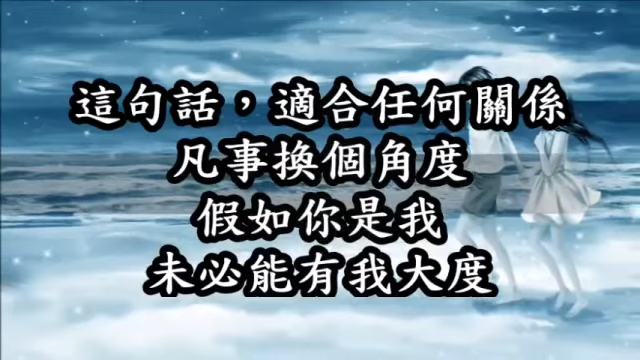 這句話，適合任何關係
凡事換個角度
假如你是我
未必能有我大度